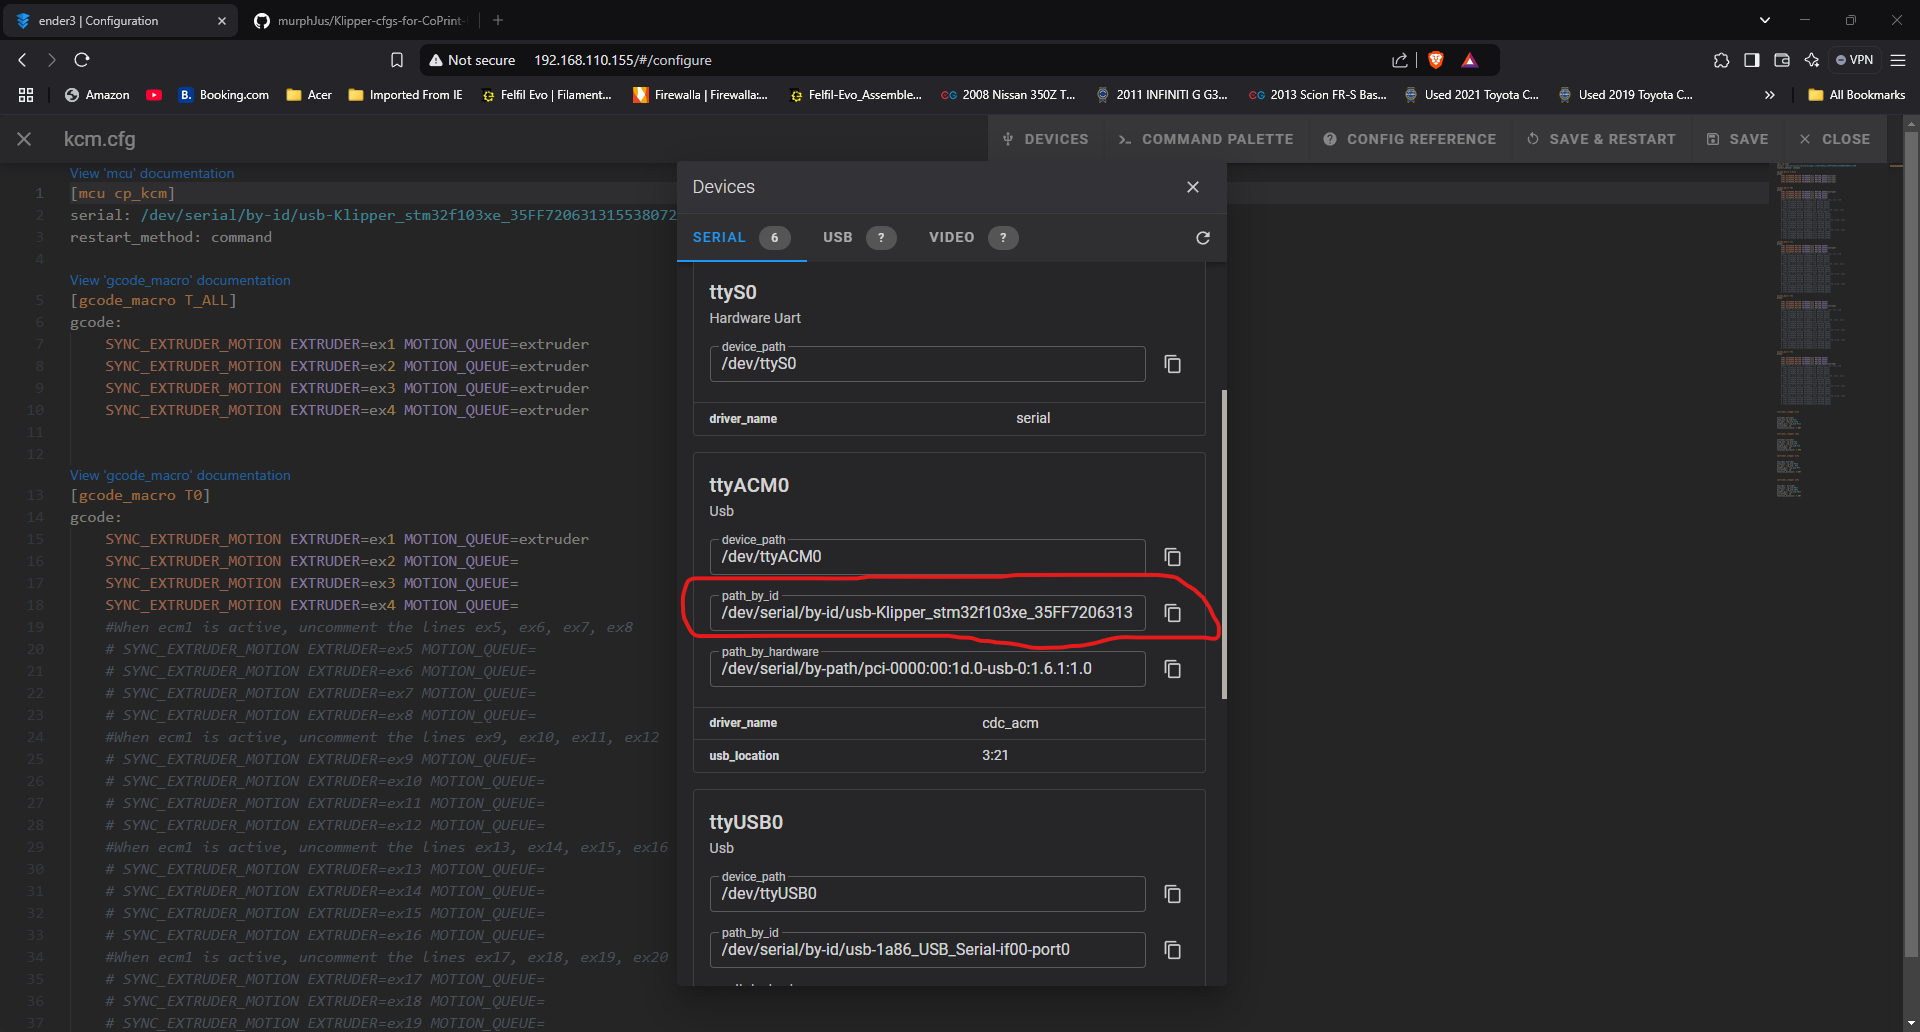 ender3 | Configuration
murphJus/Klipper-cfgs-for-CoPrint-
Not secure 192.168.110.155/#/configure
VPN
Amazon
Booking.com
Acer
Imported From IE
Felfil Evo | Filament...
Firewalla | Firewalla:...
Felfil-Evo_Assemble...
2008 Nissan 350Z T...
2011 INFINITI G G3...
2013 Scion FR-S Bas...
Used 2021 Toyota C...
Used 2019 Toyota C...
All Bookmarks
kcm.cfg
DEVICES
COMMAND PALETTE
CONFIG REFERENCE
SAVE & RESTART
SAVE
CLOSE
View 'mcu' documentation
1 [mcu cp_kcm]
2 serial: /dev/serial/by-id/usb-Klipper_stm32f103xe_35FF720631315538072
3 restart_method: command
4
View 'gcode_macro' documentation
5 [gcode_macro T_ALL]
6 gcode:
7 SYNC_EXTRUDER_MOTION EXTRUDER=ex1 MOTION_QUEUE=extruder
8 SYNC_EXTRUDER_MOTION EXTRUDER=ex2 MOTION_QUEUE=extruder
9 SYNC_EXTRUDER_MOTION EXTRUDER=ex3 MOTION_QUEUE=extruder
10 SYNC_EXTRUDER_MOTION EXTRUDER=ex4 MOTION_QUEUE=extruder
11
12
View 'gcode_macro' documentation
13 [gcode_macro T0]
14 gcode:
15 SYNC_EXTRUDER_MOTION EXTRUDER=ex1 MOTION_QUEUE=extruder
16 SYNC_EXTRUDER_MOTION EXTRUDER=ex2 MOTION_QUEUE=
17 SYNC_EXTRUDER_MOTION EXTRUDER=ex3 MOTION_QUEUE=
18 SYNC_EXTRUDER_MOTION EXTRUDER=ex4 MOTION_QUEUE=
19 #When ecm1 is active, uncomment the lines ex5, ex6, ex7, ex8
20 # SYNC_EXTRUDER_MOTION EXTRUDER=ex5 MOTION_QUEUE=
21 # SYNC_EXTRUDER_MOTION EXTRUDER=ex6 MOTION_QUEUE=
22 # SYNC_EXTRUDER_MOTION EXTRUDER=ex7 MOTION_QUEUE=
23 # SYNC_EXTRUDER_MOTION EXTRUDER=ex8 MOTION_QUEUE=
24 #When ecm1 is active, uncomment the lines ex9, ex10, ex11, ex12
25 # SYNC_EXTRUDER_MOTION EXTRUDER=ex9 MOTION_QUEUE=
26 # SYNC_EXTRUDER_MOTION EXTRUDER=ex10 MOTION_QUEUE=
27 # SYNC_EXTRUDER_MOTION EXTRUDER=ex11 MOTION_QUEUE=
28 # SYNC_EXTRUDER_MOTION EXTRUDER=ex12 MOTION_QUEUE=
29 #When ecm1 is active, uncomment the lines ex13, ex14, ex15, ex16
30 # SYNC_EXTRUDER_MOTION EXTRUDER=ex13 MOTION_QUEUE=
31 # SYNC_EXTRUDER_MOTION EXTRUDER=ex14 MOTION_QUEUE=
32 # SYNC_EXTRUDER_MOTION EXTRUDER=ex15 MOTION_QUEUE=
33 # SYNC_EXTRUDER_MOTION EXTRUDER=ex16 MOTION_QUEUE=
34 #When ecm1 is active, uncomment the lines ex17, ex18, ex19, ex20
35 # SYNC_EXTRUDER_MOTION EXTRUDER=ex17 MOTION_QUEUE=
36 # SYNC_EXTRUDER_MOTION EXTRUDER=ex18 MOTION_QUEUE=
37 # SYNC_EXTRUDER_MOTION EXTRUDER=ex19 MOTION_QUEUE=
Devices
SERIAL 6 USB ? VIDEO ?
ttyS0
Hardware Uart
device_path
/dev/ttyS0
driver_name serial
ttyACM0
Usb
device_path
/dev/ttyACM0
path_by_id
/dev/serial/by-id/usb-Klipper_stm32f103xe_35FF7206313
path_by_hardware
/dev/serial/by-path/pci-0000:00:1d.0-usb-0:1.6.1:1.0
driver_name cdc_acm
usb_location 3:21
ttyUSB0
Usb
device_path
/dev/ttyUSB0
path_by_id
/dev/serial/by-id/usb-1a86_USB_Serial-if00-port0